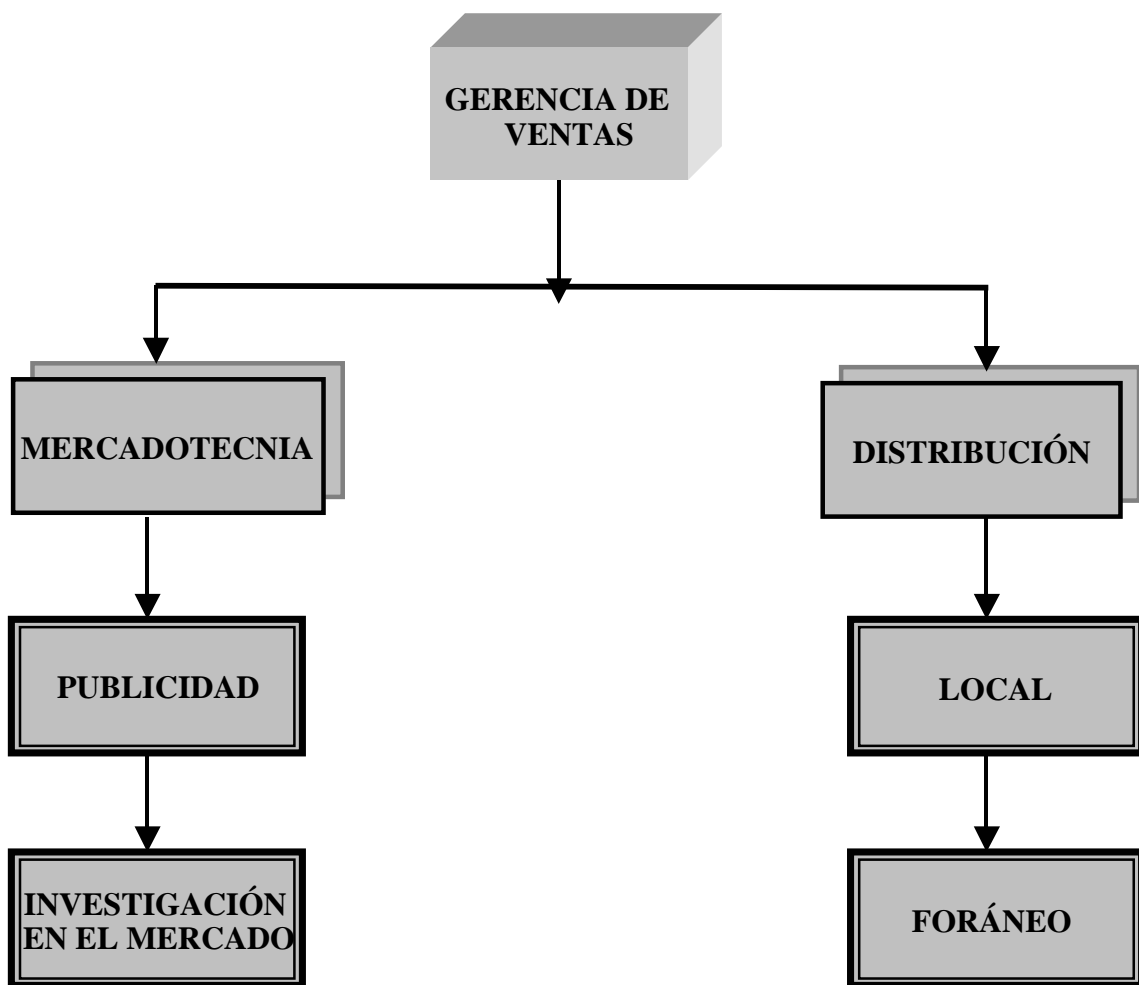 GERENCIA DE
VENTAS
MERCADOTECNIA
DISTRIBUCIÓN
PUBLICIDAD
LOCAL
INVESTIGACIÓN
EN EL MERCADO
FORÁNEO